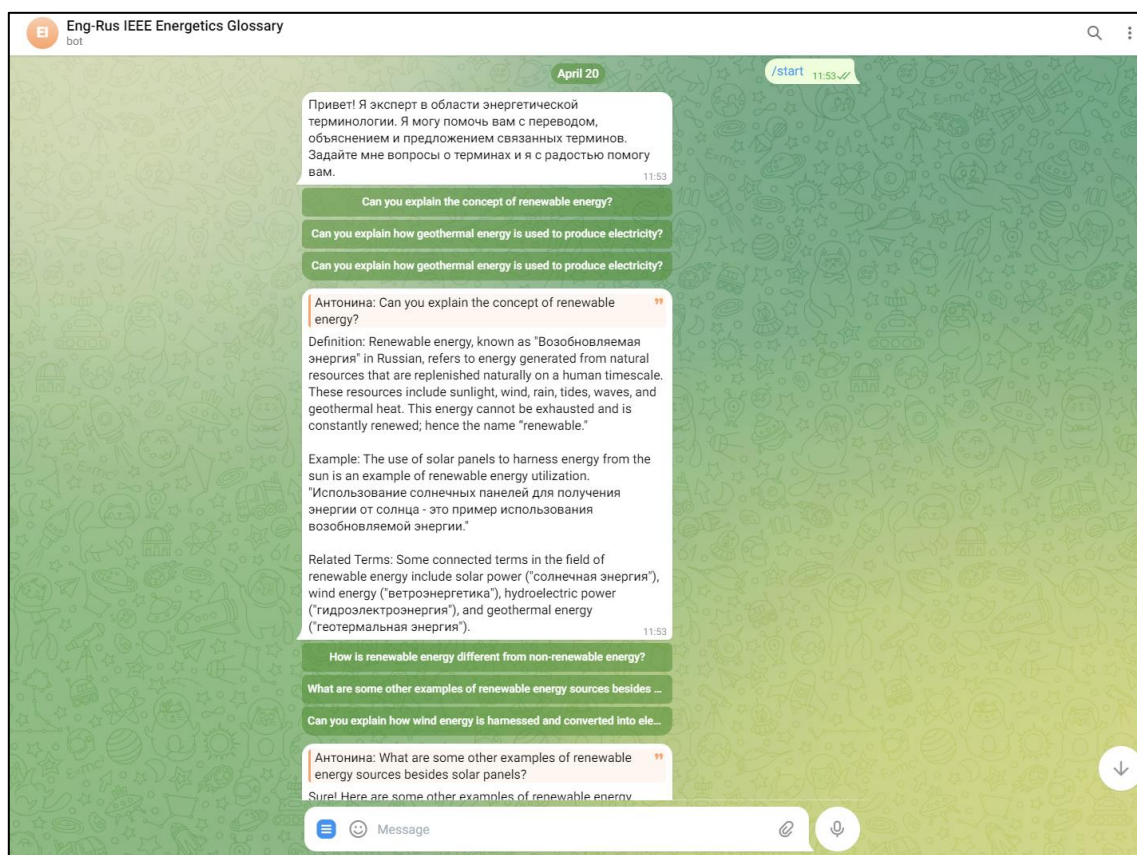 EI
Eng-Rus IEEE Energetics Glossary
bot
April 20
/start 11:53
Привет! Я эксперт в области энергетической
терминологии. Я могу помочь вам с переводом,
объяснением и предложением связанных терминов.
Задайте мне вопросы о терминах и я с радостью помогу
вам.
11:53
Can you explain the concept of renewable energy?
Can you explain how geothermal energy is used to produce electricity?
Can you explain how geothermal energy is used to produce electricity?
Антонина: Can you explain the concept of renewable
energy?
Definition: Renewable energy, known as "Возобновляемая
энергия" in Russian, refers to energy generated from natural
resources that are replenished naturally on a human timescale.
These resources include sunlight, wind, rain, tides, waves, and
geothermal heat. This energy cannot be exhausted and is
constantly renewed; hence the name "renewable."
Example: The use of solar panels to harness energy from the
sun is an example of renewable energy utilization.
"Использование солнечных панелей для получения
энергии от солнца - это пример использования
возобновляемой энергии."
Related Terms: Some connected terms in the field of
renewable energy include solar power ("солнечная энергия"),
wind energy ("ветроэнергетика"), hydroelectric power
("гидроэлектроэнергия"), and geothermal energy
("геотермальная энергия").
11:53
How is renewable energy different from non-renewable energy?
What are some other examples of renewable energy sources besides ...
Can you explain how wind energy is harnessed and converted into ele...
Антонина: What are some other examples of renewable
energy sources besides solar panels?
Sure! Here are some other examples of renewable energy
Message